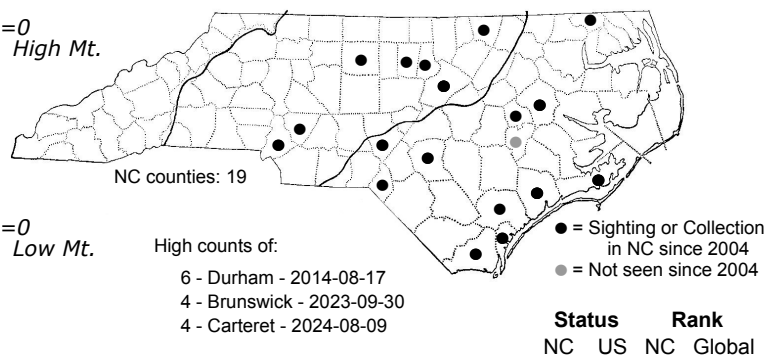 =0
High Mt.
NC counties: 19
=0
Low Mt.
High counts of:
6 - Durham - 2014-08-17
4 - Brunswick - 2023-09-30
4 - Carteret - 2024-08-09
= Sighting or Collection
in NC since 2004
= Not seen since 2004
Status Rank
NC US NC Global